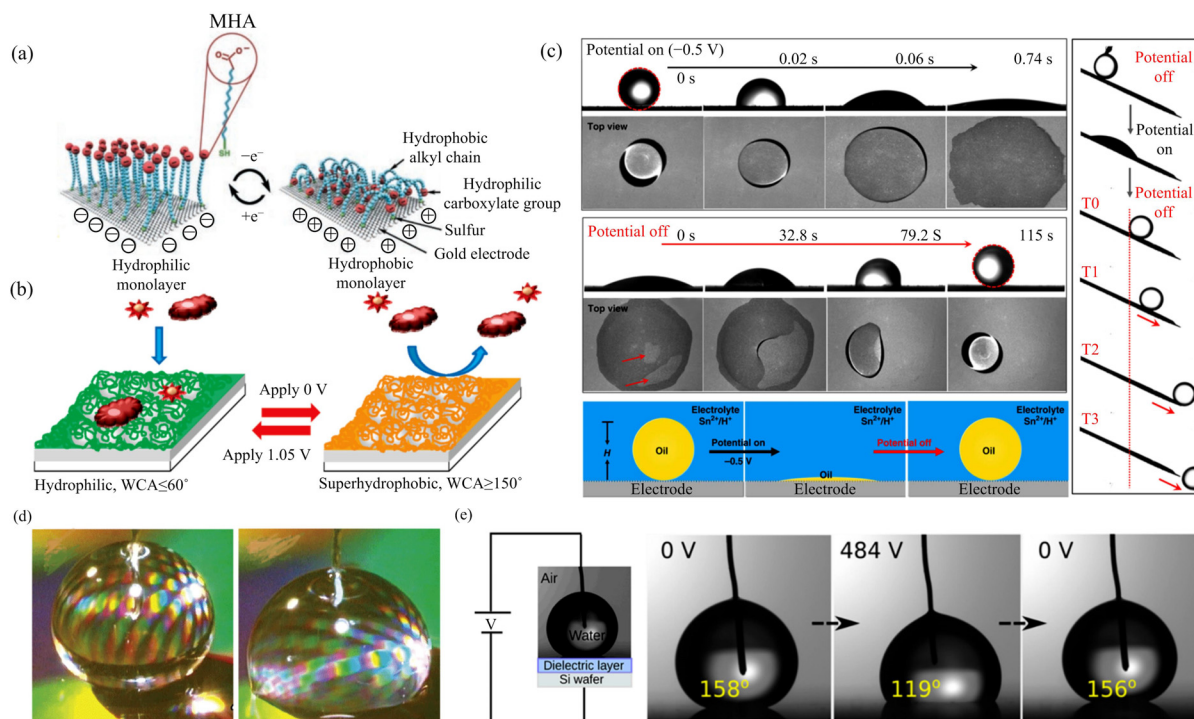 (a)
MHA
SH
−e⁻
+e⁻
Hydrophobic
alkyl chain
Hydrophilic
carboxylate group
Sulfur
Gold electrode
Hydrophilic
monolayer
Hydrophobic
monolayer
(b)
Apply 0 V
Apply 1.05 V
Hydrophilic, WCA≤60˚
Superhydrophobic, WCA≥150˚
(c)
Potential on (−0.5 V)
0 s
0.02 s
0.06 s
0.74 s
Top view
Potential off
0 s
32.8 s
79.2 S
115 s
Top view
Electrolyte
Sn²⁺/H⁺
Electrolyte
Sn²⁺/H⁺
Electrolyte
Sn²⁺/H⁺
H
Oil
Potential on
−0.5 V
Oil
Potential off
Oil
Electrode
Electrode
Electrode
Potential
off
Potential
on
Potential
off
T0
T1
T2
T3
(d)
(e)
V
Air
Water
Dielectric layer
Si wafer
0 V
158°
484 V
119°
0 V
156°